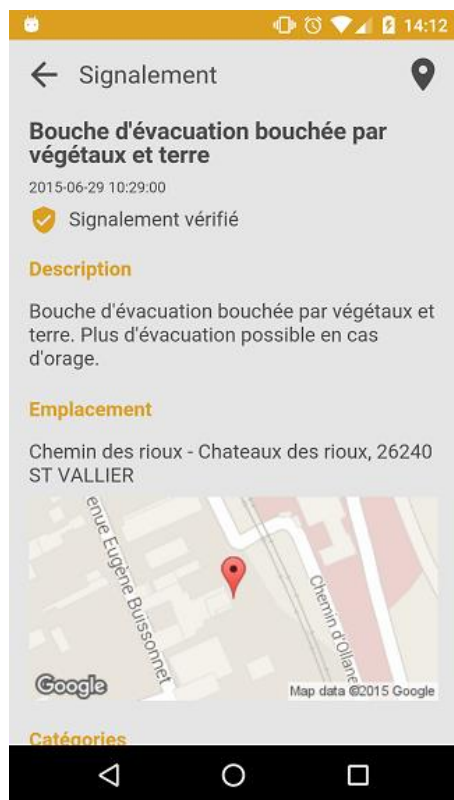 14:12
Signalement
Bouche d'évacuation bouchée par
végétaux et terre
2015-06-29 10:29:00
Signalement vérifié
Description
Bouche d'évacuation bouchée par végétaux et
terre. Plus d'évacuation possible en cas
d'orage.
Emplacement
Chemin des rioux - Chateaux des rioux, 26240
ST VALLIER
enue Eugène Buissonnet
Chemin d'Ollane
Google
Map data ©2015 Google
Catégories